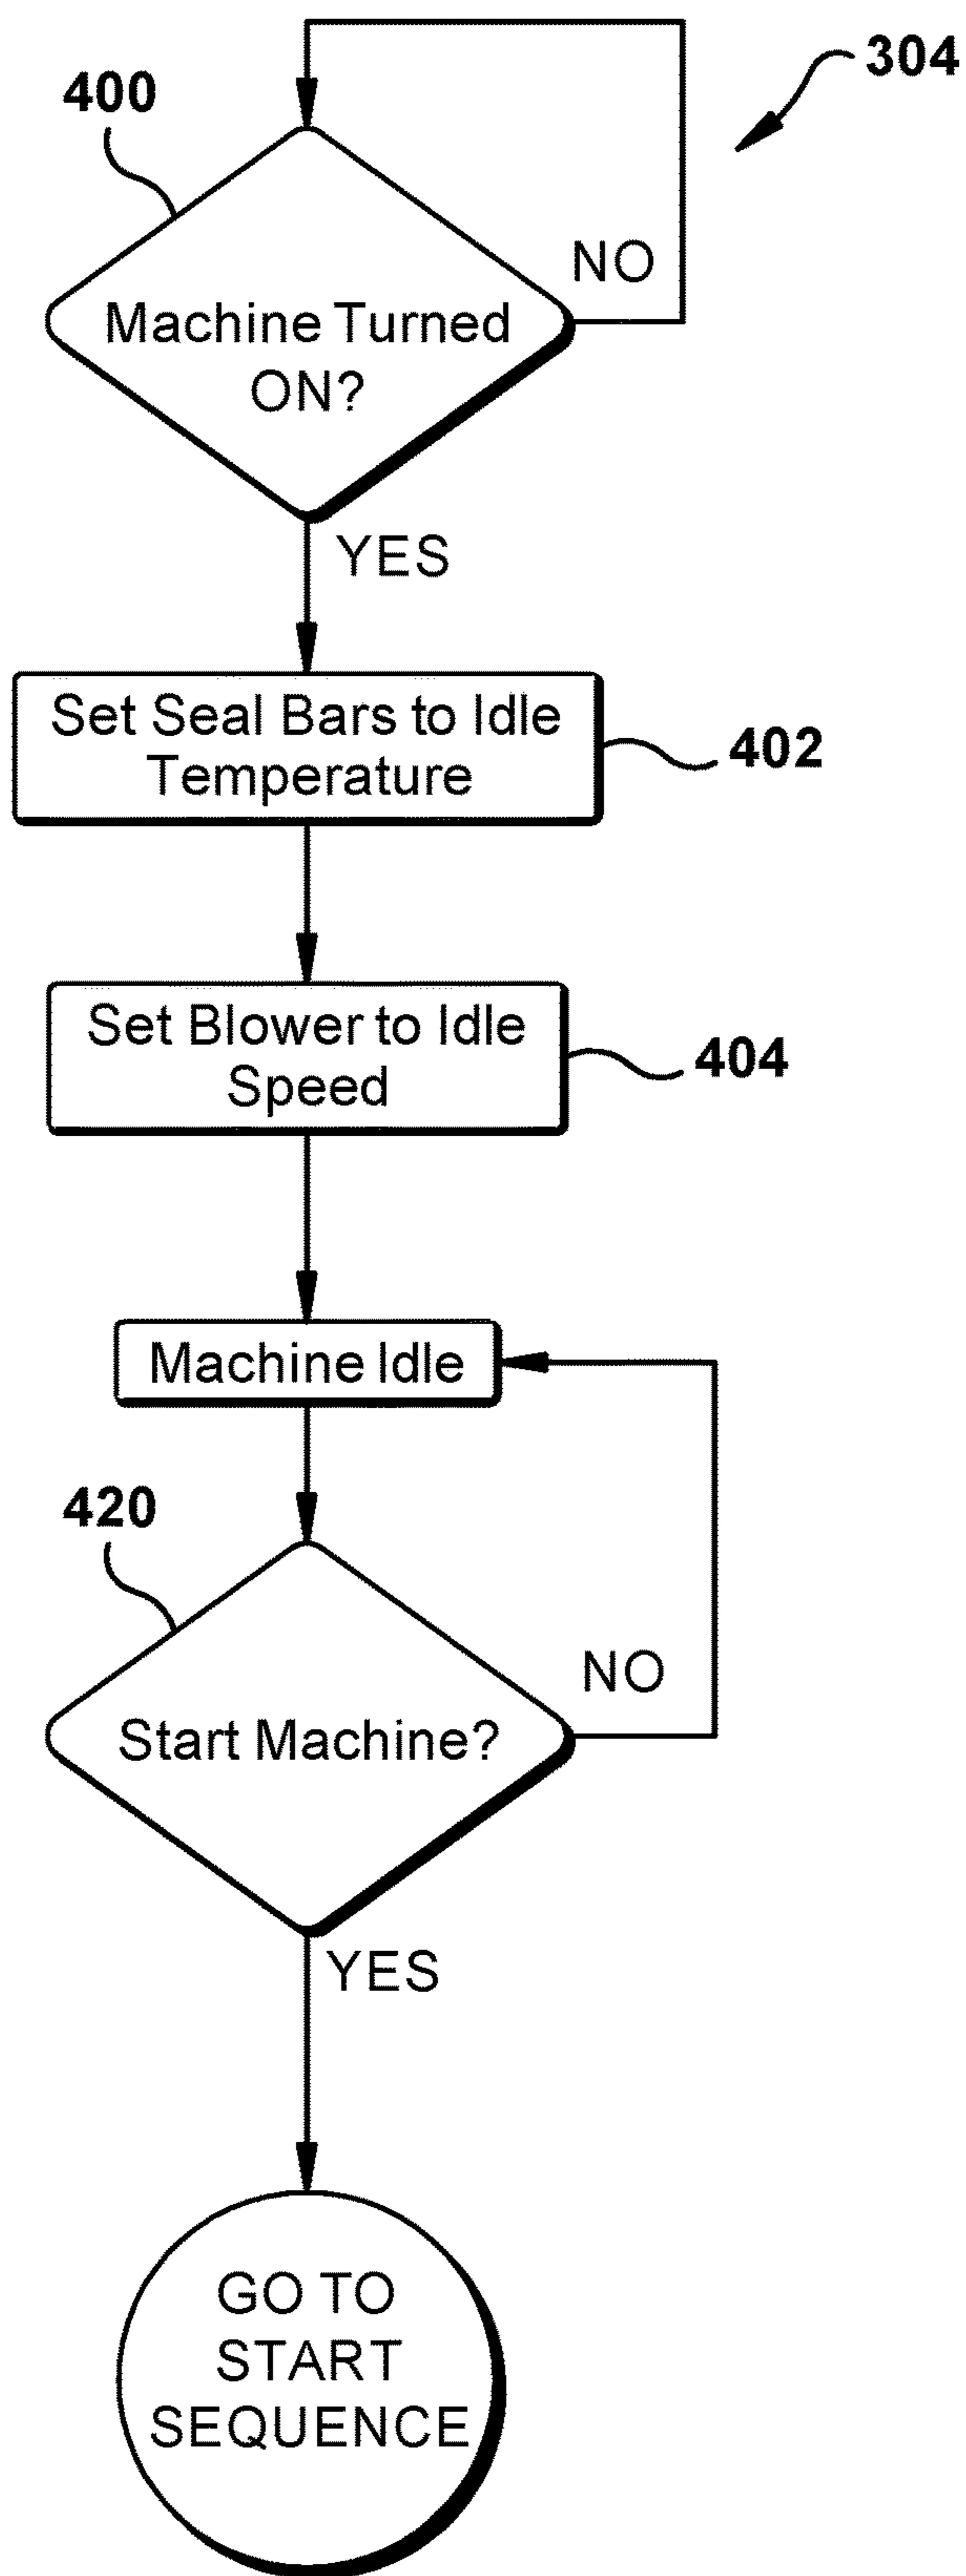 304
400
NO
Machine Turned
ON?
YES
Set Seal Bars to Idle
Temperature
402
Set Blower to Idle
Speed
404
Machine Idle
420
NO
Start Machine?
YES
GO TO
START
SEQUENCE